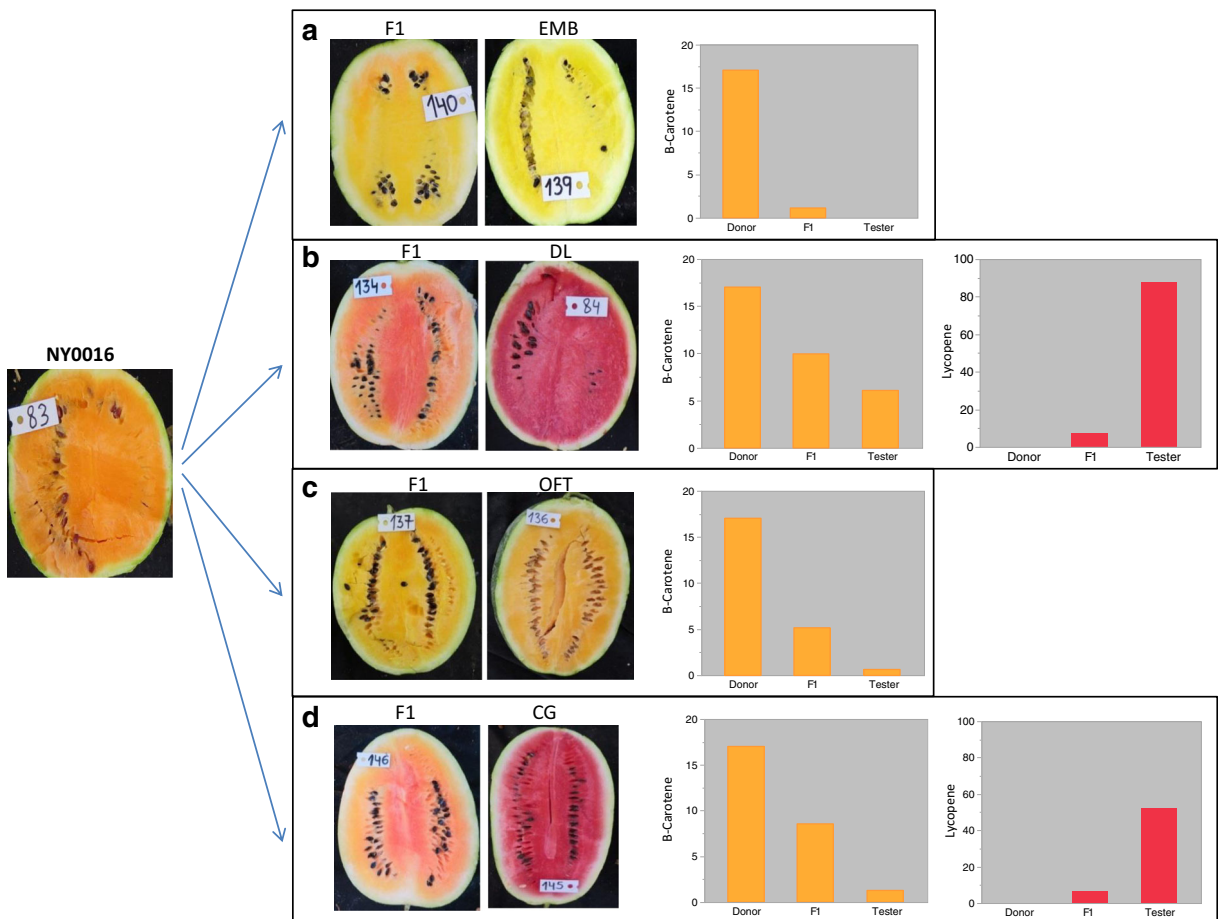 NY0016
83
a
F1
EMB
140
139
B-Carotene
20
15
10
5
0
Donor F1 Tester
b
F1
DL
134
84
B-Carotene
20
15
10
5
0
Donor F1 Tester
Lycopene
100
80
60
40
20
0
Donor F1 Tester
c
F1
OFT
137
136
B-Carotene
20
15
10
5
0
Donor F1 Tester
d
F1
CG
146
145
B-Carotene
20
15
10
5
0
Donor F1 Tester
Lycopene
100
80
60
40
20
0
Donor F1 Tester